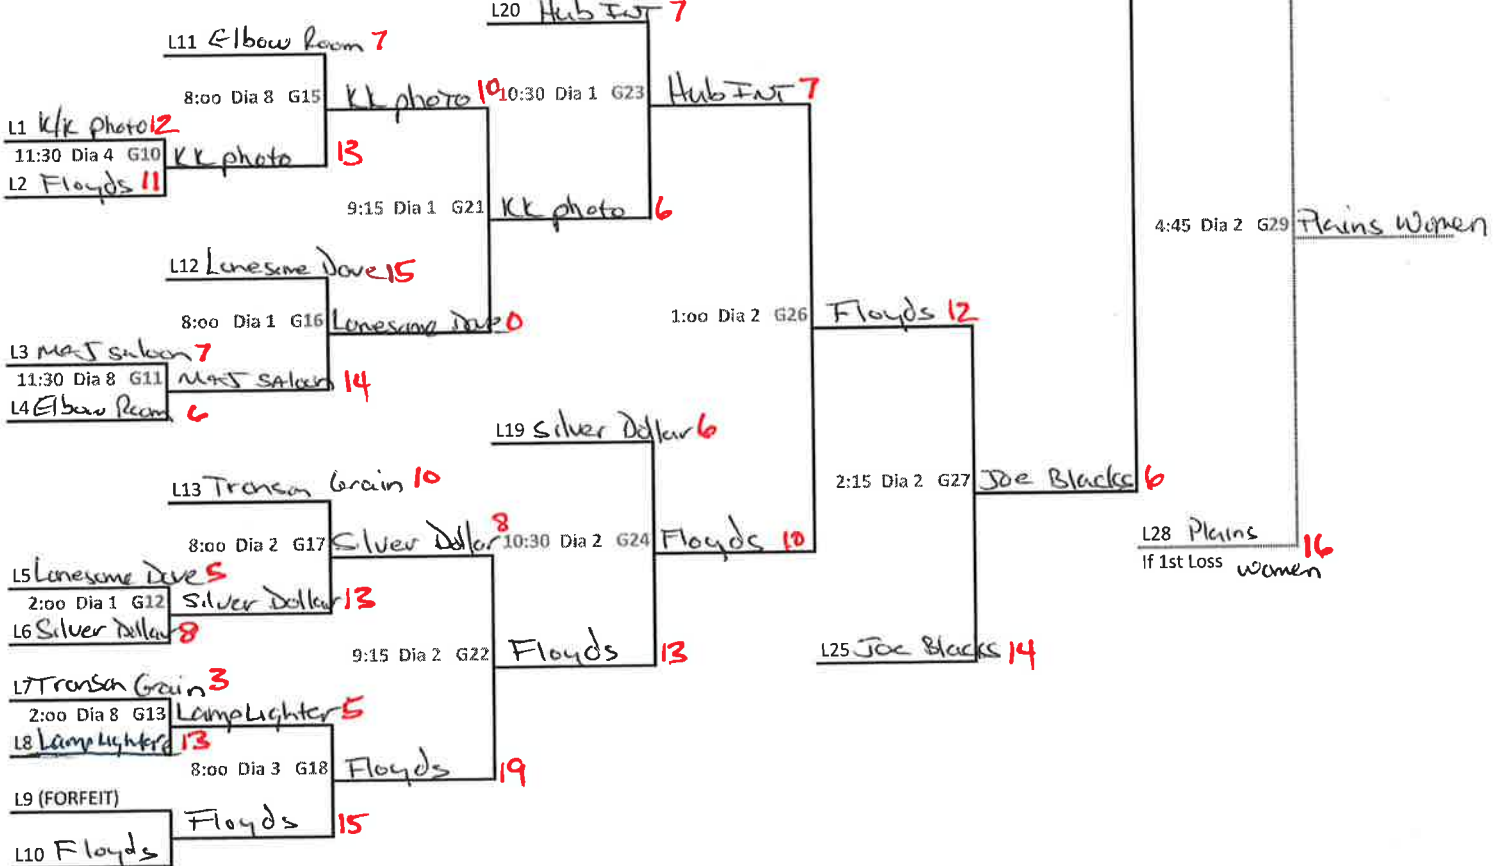 L20 Hub INT 7
L11 Elbow Room 7
8:00 Dia 8 G15
KK photo 10
10:30 Dia 1 G23
Hub INT 7
L1 K/K Photo 12
11:30 Dia 4 G10
KK photo 13
L2 Floyds 11
9:15 Dia 1 G21
KK photo 6
4:45 Dia 2 G29
Plains Women
L12 Lonesome Dove 15
8:00 Dia 1 G16
Lonesome Dove 0
1:00 Dia 2 G26
Floyds 12
L3 M&J Saloon 7
11:30 Dia 8 G11
M&J Saloon 14
L4 Elbow Room 6
L19 Silver Dollar 6
L13 Tronson Grain 10
2:15 Dia 2 G27
Joe Blacks 6
8:00 Dia 2 G17
Silver Dollar 8
10:30 Dia 2 G24
Floyds 10
L28 Plains Women 16
If 1st Loss
L5 Lonesome Dove 5
2:00 Dia 1 G12
Silver Dollar 13
L6 Silver Dollar 8
9:15 Dia 2 G22
Floyds 13
L25 Joe Blacks 14
L7 Tronson Grain 3
2:00 Dia 8 G13
LampLighter 5
L8 Lamp Lighters 13
8:00 Dia 3 G18
Floyds 19
L9 (FORFEIT)
Floyds 15
L10 Floyds